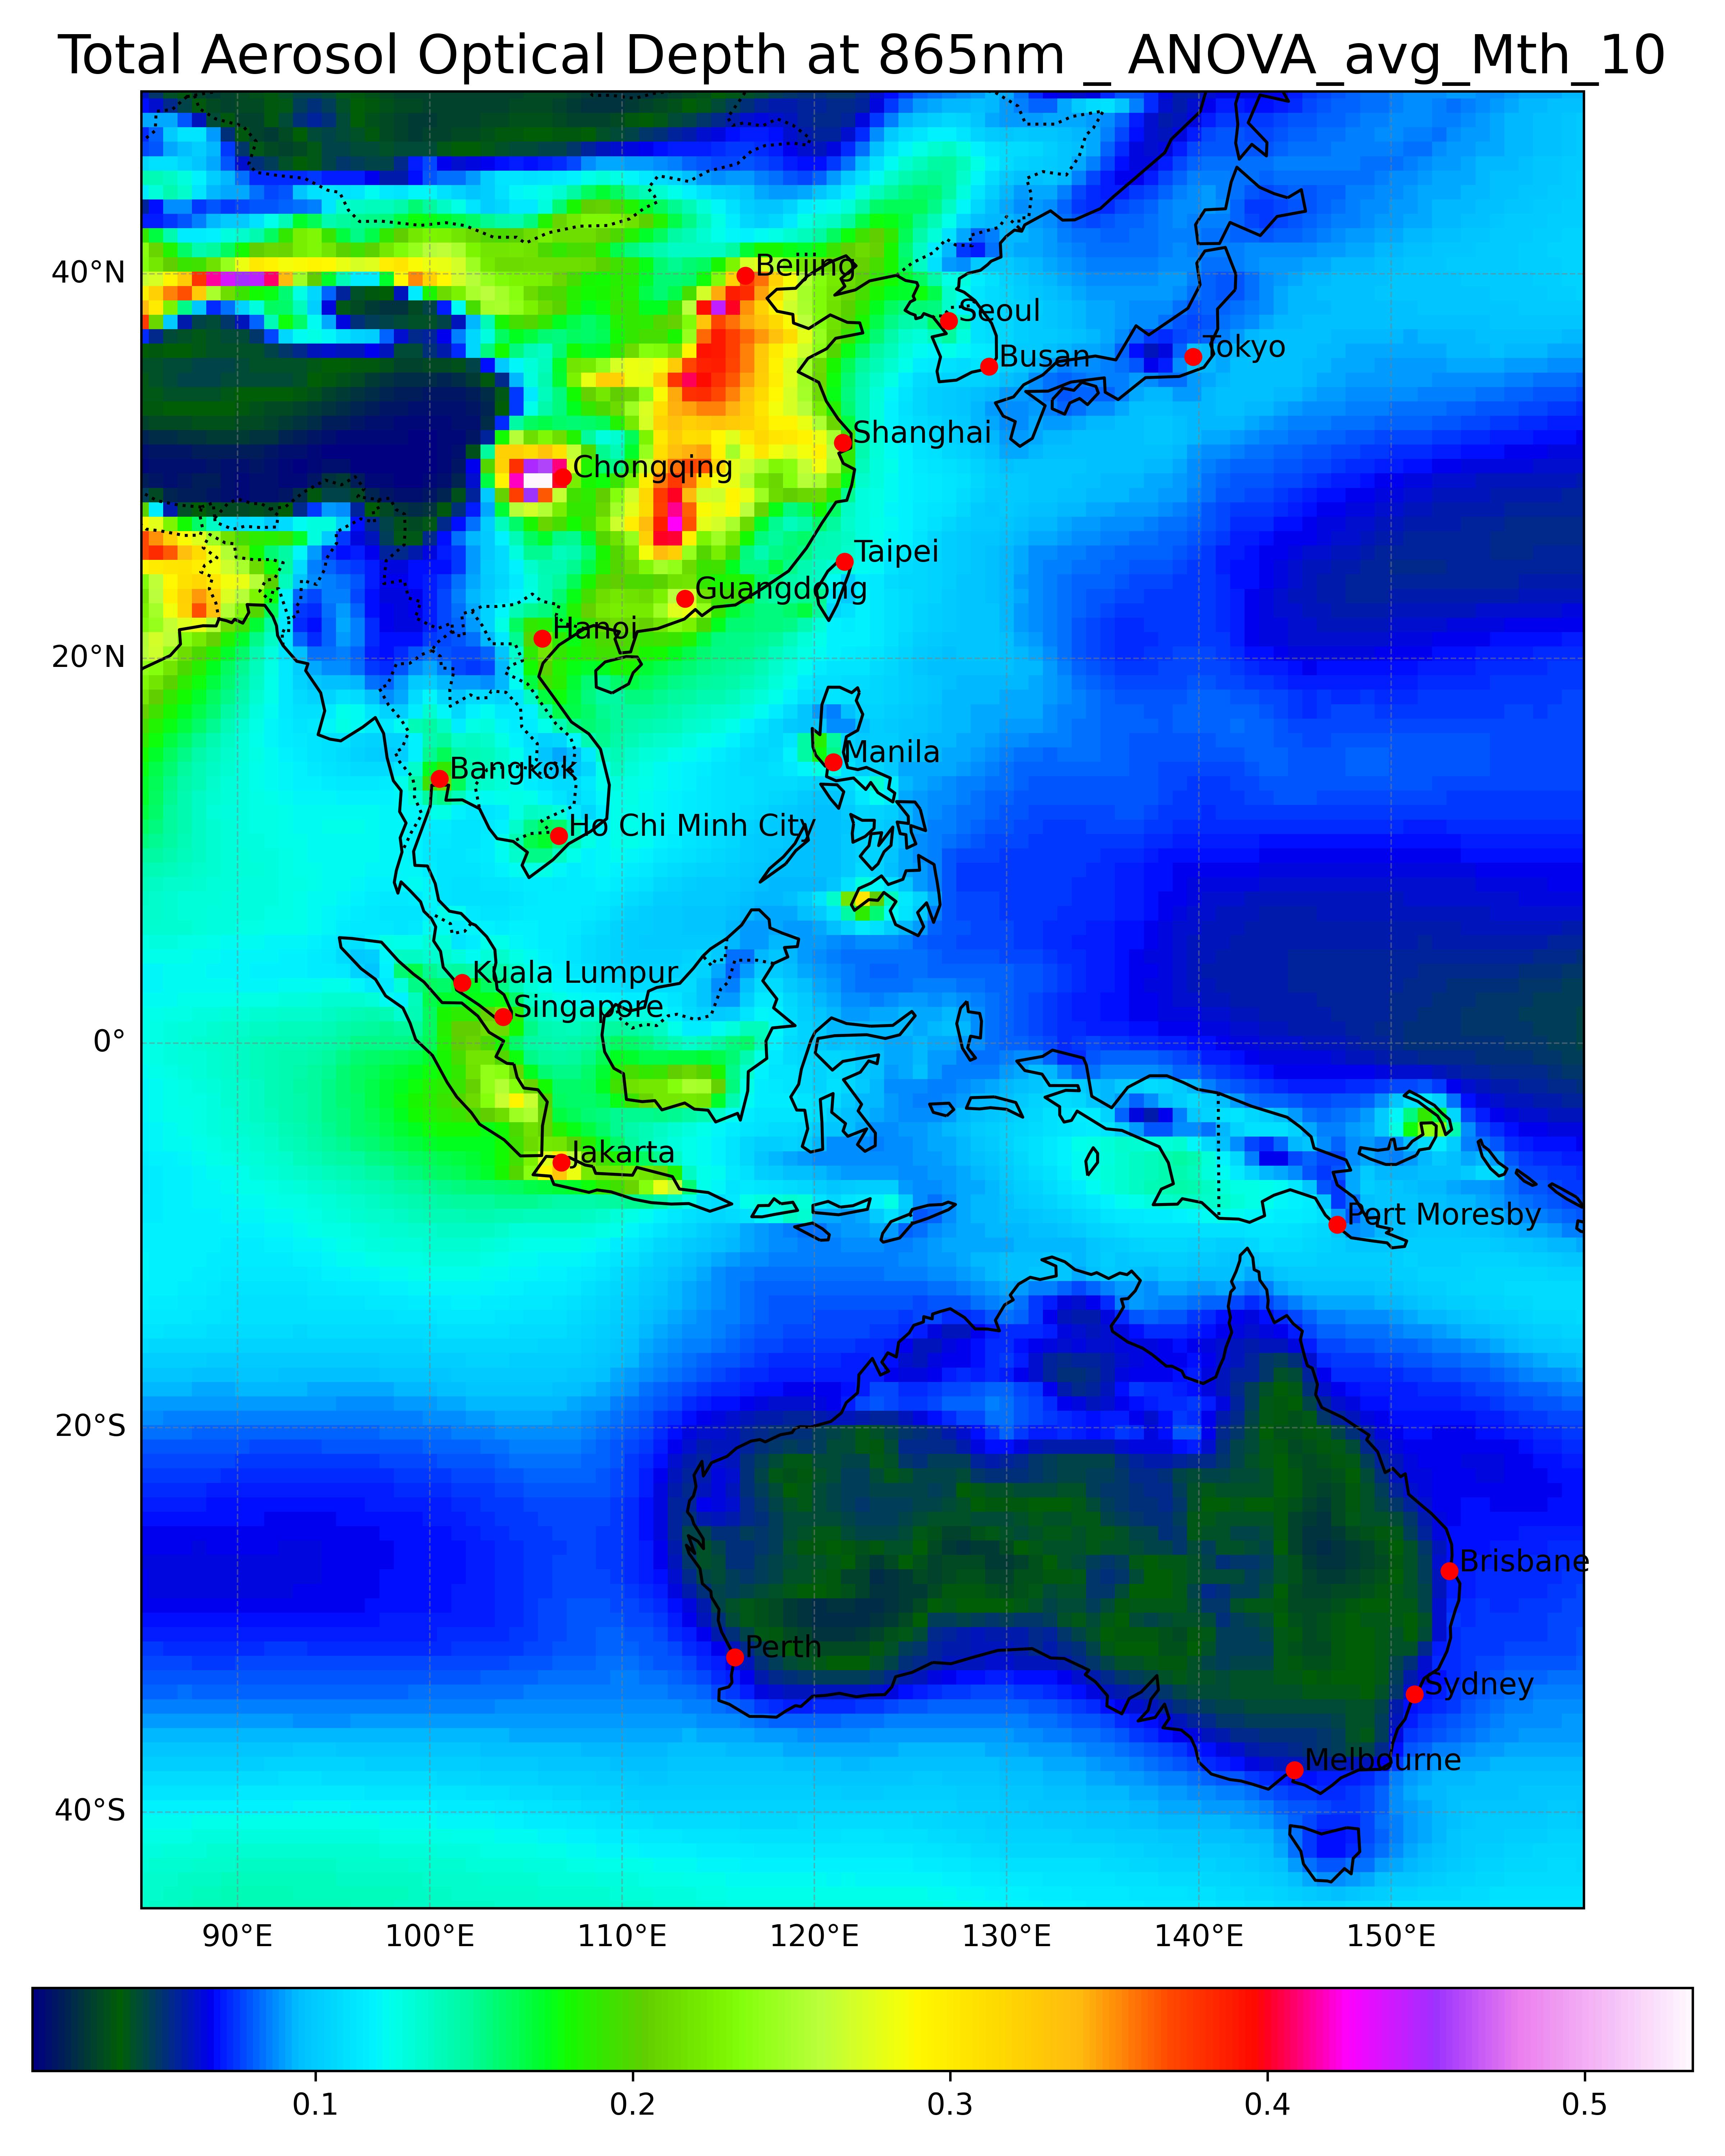 Total Aerosol Optical Depth at 865nm _ ANOVA_avg_Mth_10
40°N
20°N
0°
20°S
40°S
Beijing
Seoul
Busan
Tokyo
Shanghai
Chongqing
Taipei
Guangdong
Hanoi
Manila
Bangkok
Ho Chi Minh City
Kuala Lumpur
Singapore
Jakarta
Port Moresby
Brisbane
Perth
Sydney
Melbourne
90°E 100°E 110°E 120°E 130°E 140°E 150°E
0.1 0.2 0.3 0.4 0.5